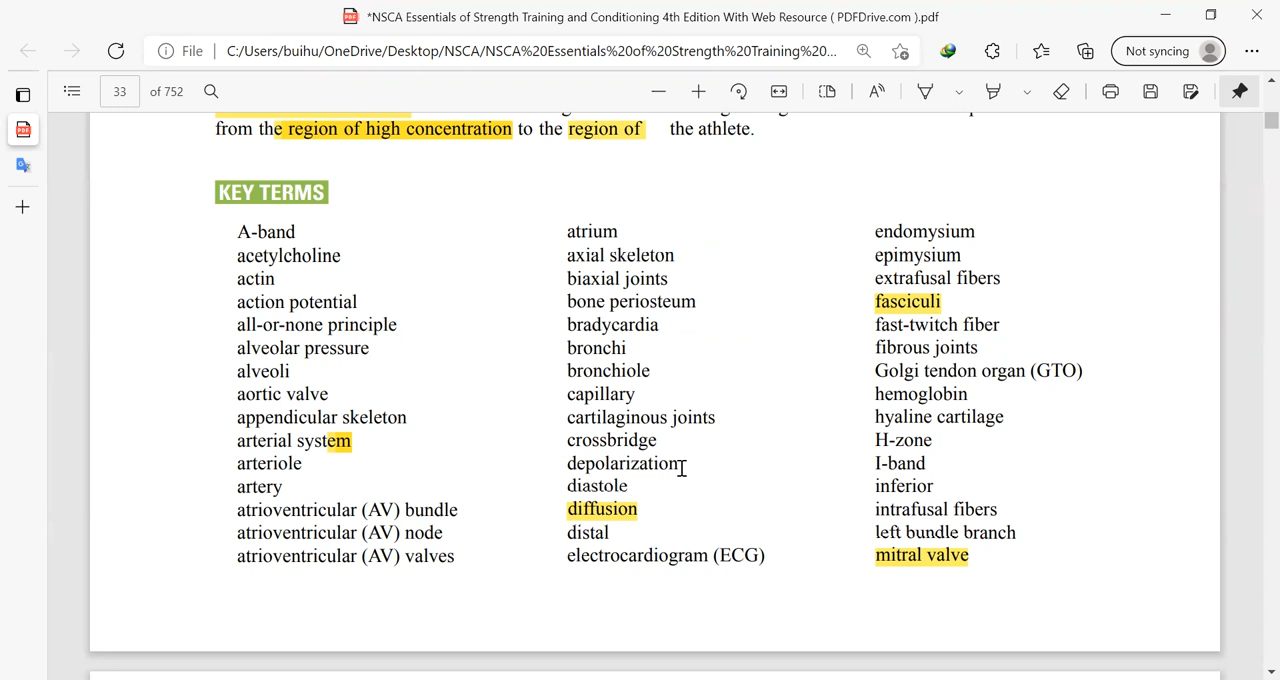 *NSCA Essentials of Strength Training and Conditioning 4th Edition With Web Resource ( PDFDrive.com ).pdf
File
C:/Users/buihu/OneDrive/Desktop/NSCA/NSCA%20Essentials%20of%20Strength%20Training%20...
Not syncing
33 of 752
from the region of high concentration to the region of
the athlete.
KEY TERMS
A-band
acetylcholine
actin
action potential
all-or-none principle
alveolar pressure
alveoli
aortic valve
appendicular skeleton
arterial system
arteriole
artery
atrioventricular (AV) bundle
atrioventricular (AV) node
atrioventricular (AV) valves
atrium
axial skeleton
biaxial joints
bone periosteum
bradycardia
bronchi
bronchiole
capillary
cartilaginous joints
crossbridge
depolarization
diastole
diffusion
distal
electrocardiogram (ECG)
endomysium
epimysium
extrafusal fibers
fasciculi
fast-twitch fiber
fibrous joints
Golgi tendon organ (GTO)
hemoglobin
hyaline cartilage
H-zone
I-band
inferior
intrafusal fibers
left bundle branch
mitral valve